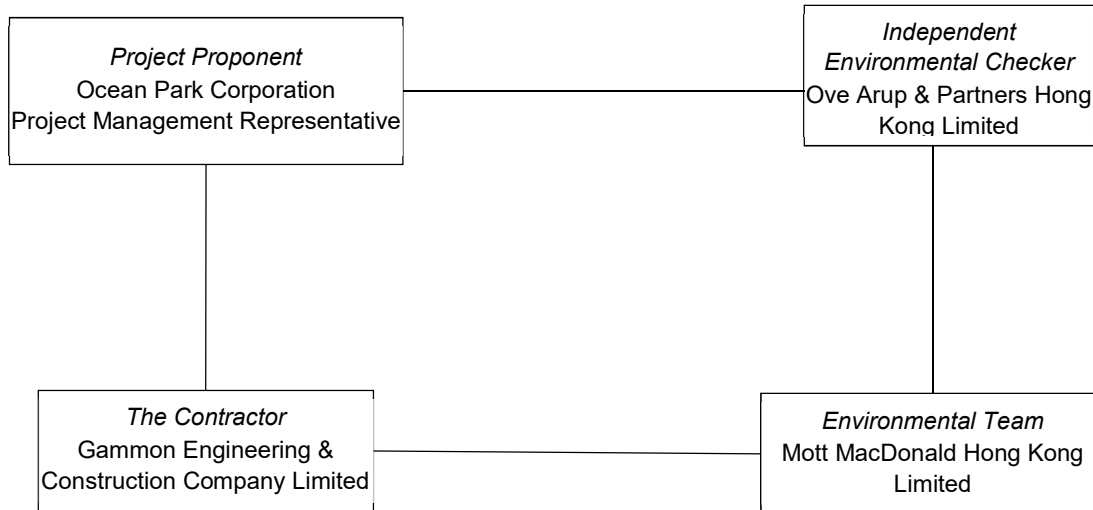 Project Proponent
Ocean Park Corporation
Project Management Representative
Independent
Environmental Checker
Ove Arup & Partners Hong
Kong Limited
The Contractor
Gammon Engineering &
Construction Company Limited
Environmental Team
Mott MacDonald Hong Kong
Limited